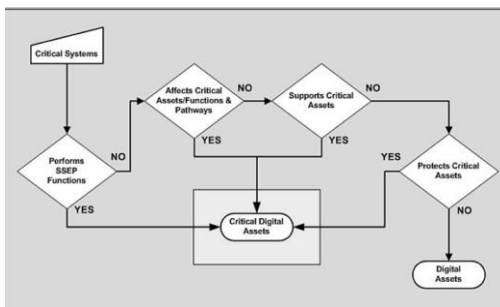 Critical Systems
Affects Critical
Assets/Functions &
Pathways
NO
Supports Critical
Assets
NO
YES
YES
Performs
SSEP
Functions
NO
YES
YES
Protects Critical
Assets
NO
Critical Digital
Assets
Digital
Assets